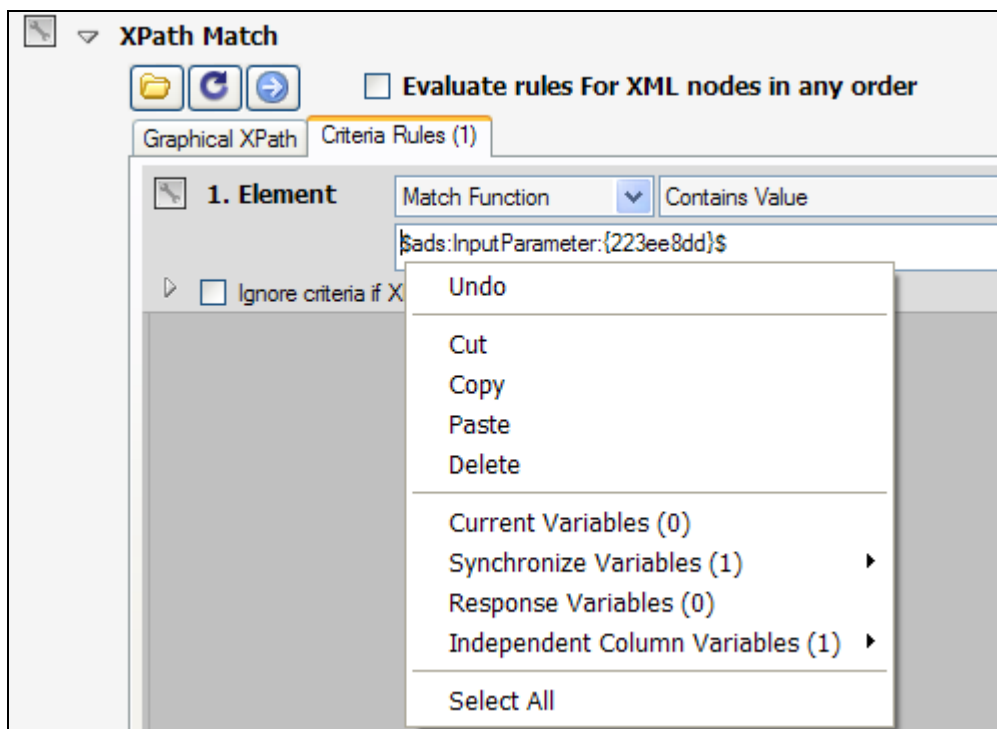 XPath Match
Evaluate rules For XML nodes in any order
Graphical XPath Criteria Rules (1)
1. Element Match Function Contains Value
$ads:InputParameter:{223ee8dd}$
Ignore criteria if X
Undo
Cut
Copy
Paste
Delete
Current Variables (0)
Synchronize Variables (1)
Response Variables (0)
Independent Column Variables (1)
Select All